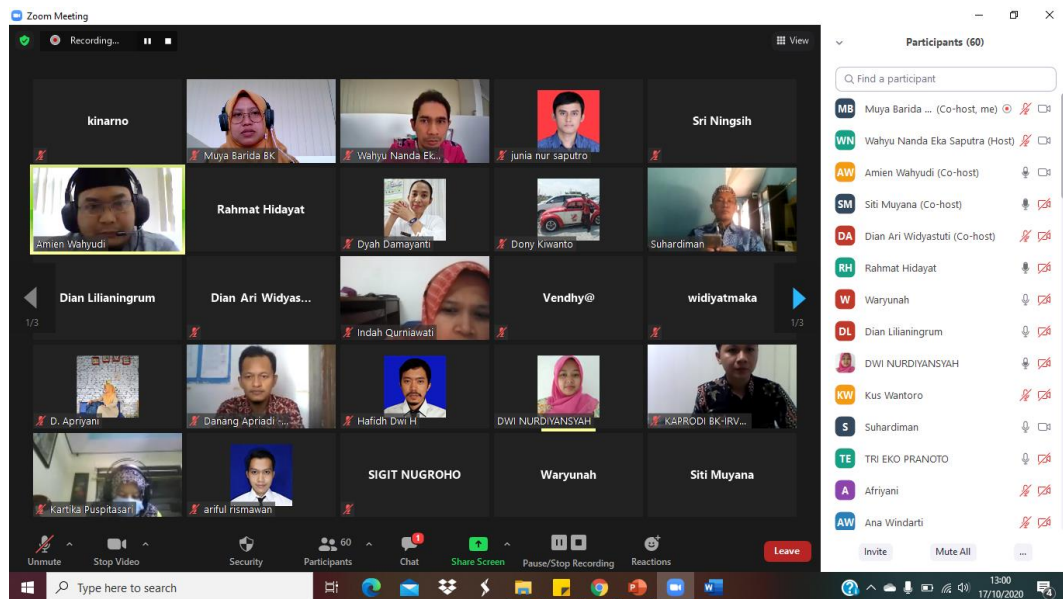 Zoom Meeting
Recording...
View
kinarno
Muya Barida BK
Wahyu Nanda Ek...
junia nur saputro
Sri Ningsih
Amien Wahyudi
Rahmat Hidayat
Dyah Damayanti
Dony Kiwanto
Suhardiman
Dian Lilianingrum
Dian Ari Widyas...
Indah Qurniawati
Vendhy@
widiyatmaka
1/3
1/3
D. Apriyani
Danang Apriadi -...
Hafidh Dwi H
DWI NURDIYANSYAH
KAPRODI BK-IRV...
Kartika Puspitasari
ariful rismawan
SIGIT NUGROHO
Waryunah
Siti Muyana
Unmute
Stop Video
Security
60
Participants
1
Chat
Share Screen
Pause/Stop Recording
Reactions
Leave
Participants (60)
Find a participant
MB Muya Barida ... (Co-host, me)
WN Wahyu Nanda Eka Saputra (Host)
AW Amien Wahyudi (Co-host)
SM Siti Muyana (Co-host)
DA Dian Ari Widyastuti (Co-host)
RH Rahmat Hidayat
W Waryunah
DL Dian Lilianingrum
DWI NURDIYANSYAH
KW Kus Wantoro
S Suhardiman
TE TRI EKO PRANOTO
A Afriyani
AW Ana Windarti
Invite Mute All ...
Type here to search
13:00
17/10/2020
4